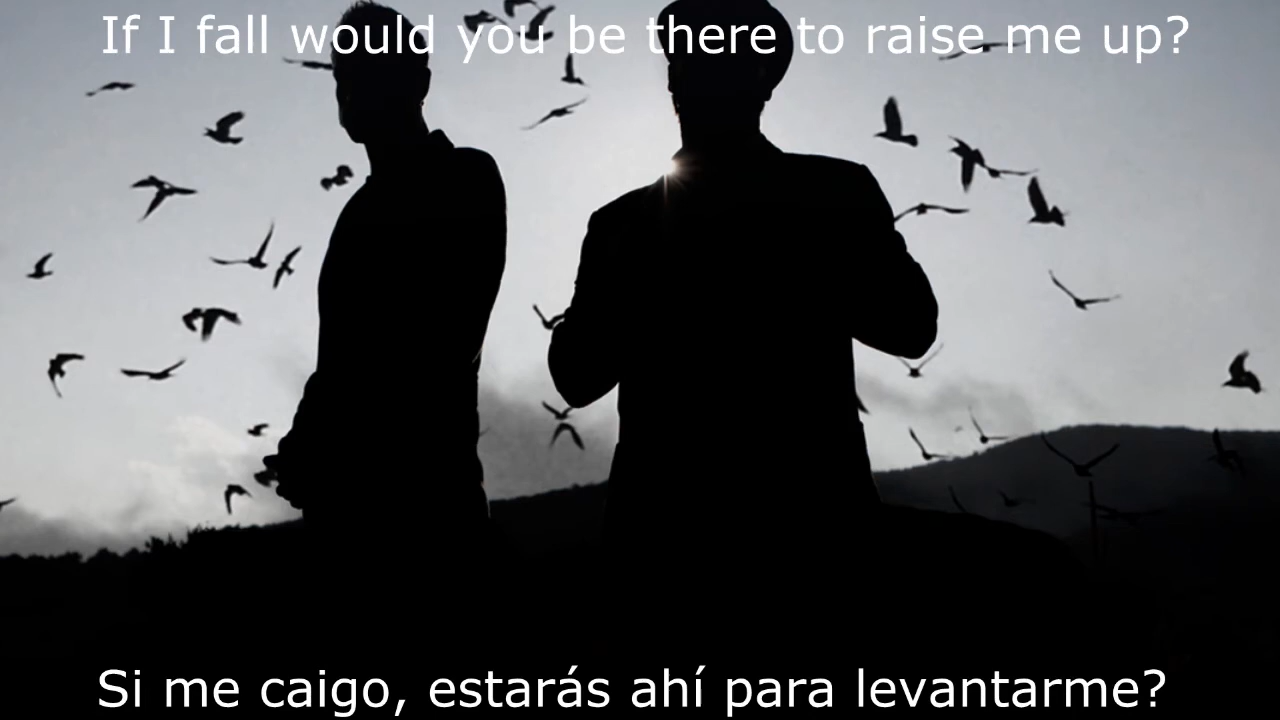 If I fall would you be there to raise me up?
Si me caigo, estarás ahí para levantarme?